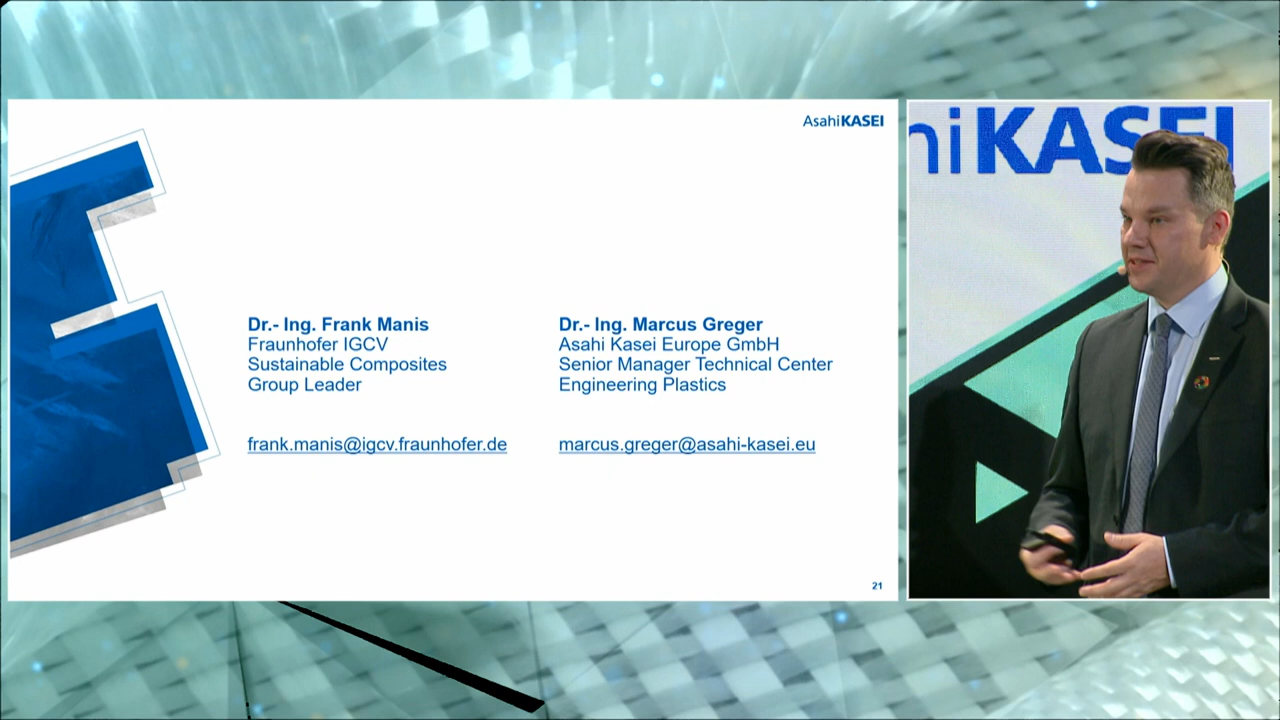 AsahiKASEI
Dr.- Ing. Frank Manis
Fraunhofer IGCV
Sustainable Composites
Group Leader
frank.manis@igcv.fraunhofer.de
Dr.- Ing. Marcus Greger
Asahi Kasei Europe GmbH
Senior Manager Technical Center
Engineering Plastics
marcus.greger@asahi-kasei.eu
21
hiKASEI